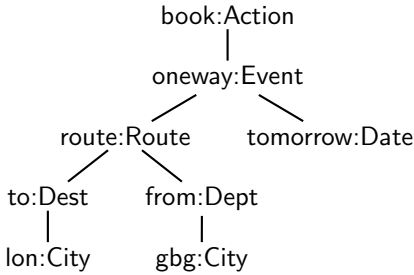 book:Action
oneway:Event
route:Route tomorrow:Date
to:Dest from:Dept
lon:City gbg:City